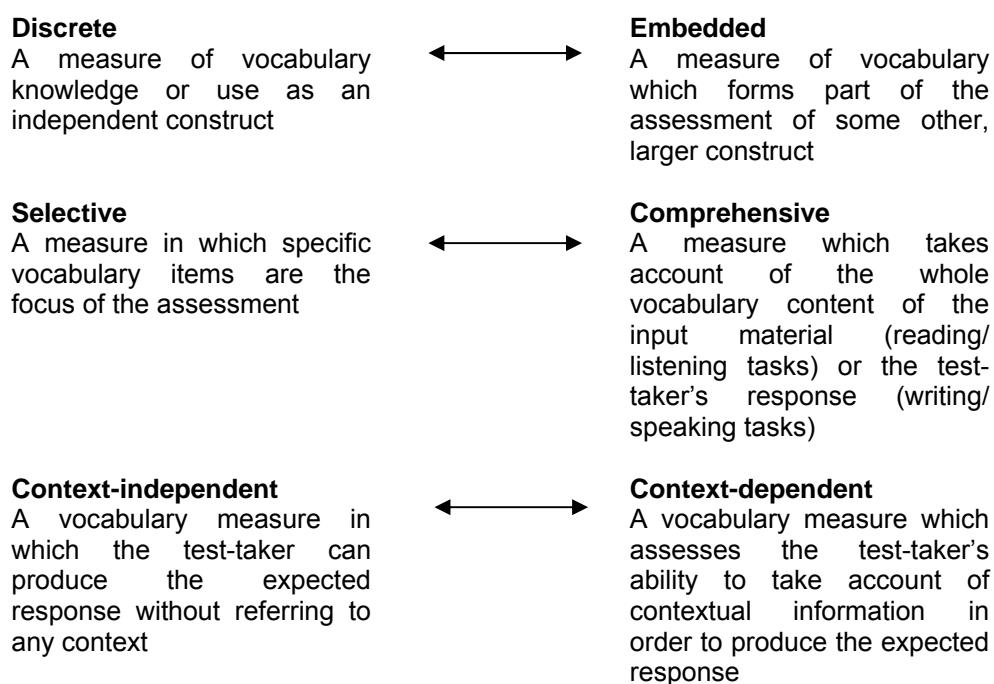 Discrete
A measure of vocabulary
knowledge or use as an
independent construct
Embedded
A measure of vocabulary
which forms part of the
assessment of some other,
larger construct
Selective
A measure in which specific
vocabulary items are the
focus of the assessment
Comprehensive
A measure which takes
account of the whole
vocabulary content of the
input material (reading/
listening tasks) or the test-
taker’s response (writing/
speaking tasks)
Context-independent
A vocabulary measure in
which the test-taker can
produce the expected
response without referring to
any context
Context-dependent
A vocabulary measure which
assesses the test-taker’s
ability to take account of
contextual information in
order to produce the expected
response